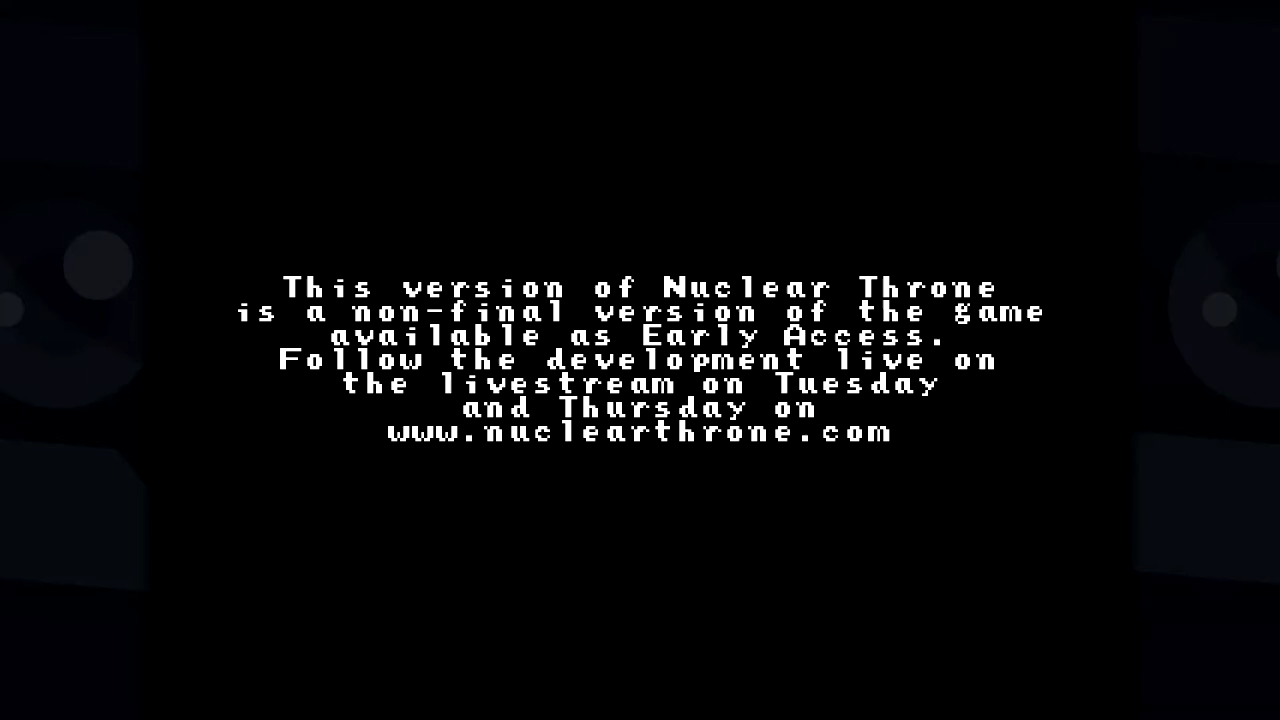 This version of Nuclear Throne
is a non-final version of the game
available as Early Access.
Follow the development live on
the livestream on Tuesday
and Thursday on
www.nuclearthrone.com